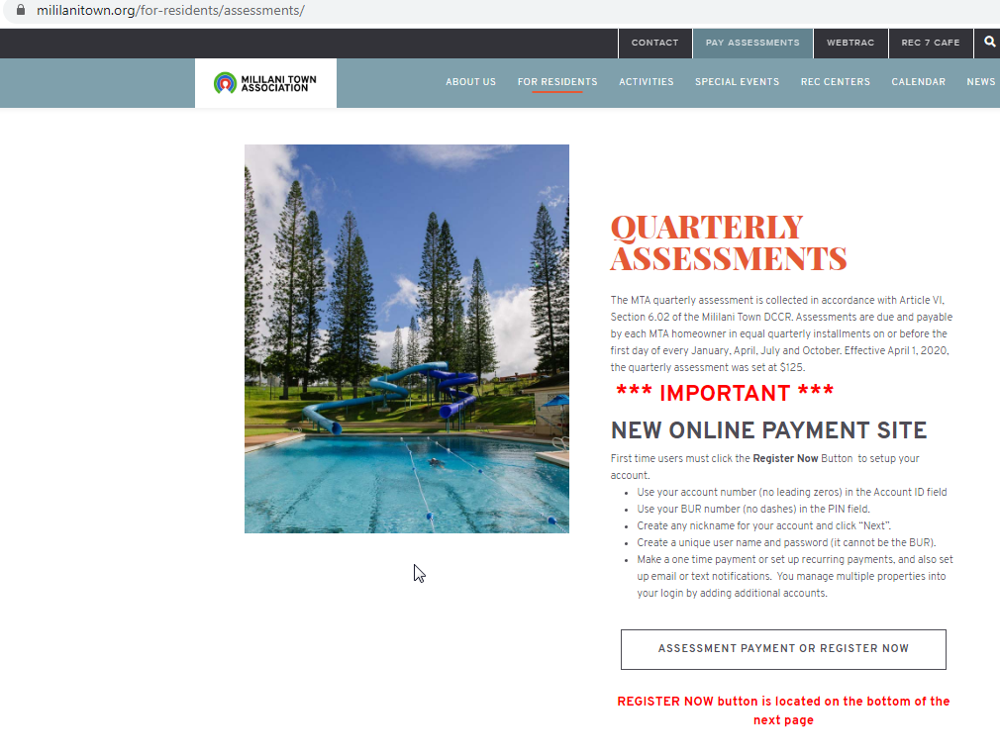 mililanitown.org/for-residents/assessments/
CONTACT
PAY ASSESSMENTS
WEBTRAC
REC 7 CAFE
MILILANI TOWN
ASSOCIATION
ABOUT US
FOR RESIDENTS
ACTIVITIES
SPECIAL EVENTS
REC CENTERS
CALENDAR
NEWS
QUARTERLY
ASSESSMENTS
The MTA quarterly assessment is collected in accordance with Article VI,
Section 6.02 of the Mililani Town DCCR. Assessments are due and payable
by each MTA homeowner in equal quarterly installments on or before the
first day of every January, April, July and October. Effective April 1, 2020,
the quarterly assessment was set at $125.
*** IMPORTANT ***
NEW ONLINE PAYMENT SITE
First time users must click the Register Now Button to setup your
account.
• Use your account number (no leading zeros) in the Account ID field
• Use your BUR number (no dashes) in the PIN field.
• Create any nickname for your account and click “Next”.
• Create a unique user name and password (it cannot be the BUR).
• Make a one time payment or set up recurring payments, and also set
up email or text notifications. You manage multiple properties into
your login by adding additional accounts.
ASSESSMENT PAYMENT OR REGISTER NOW
REGISTER NOW button is located on the bottom of the
next page